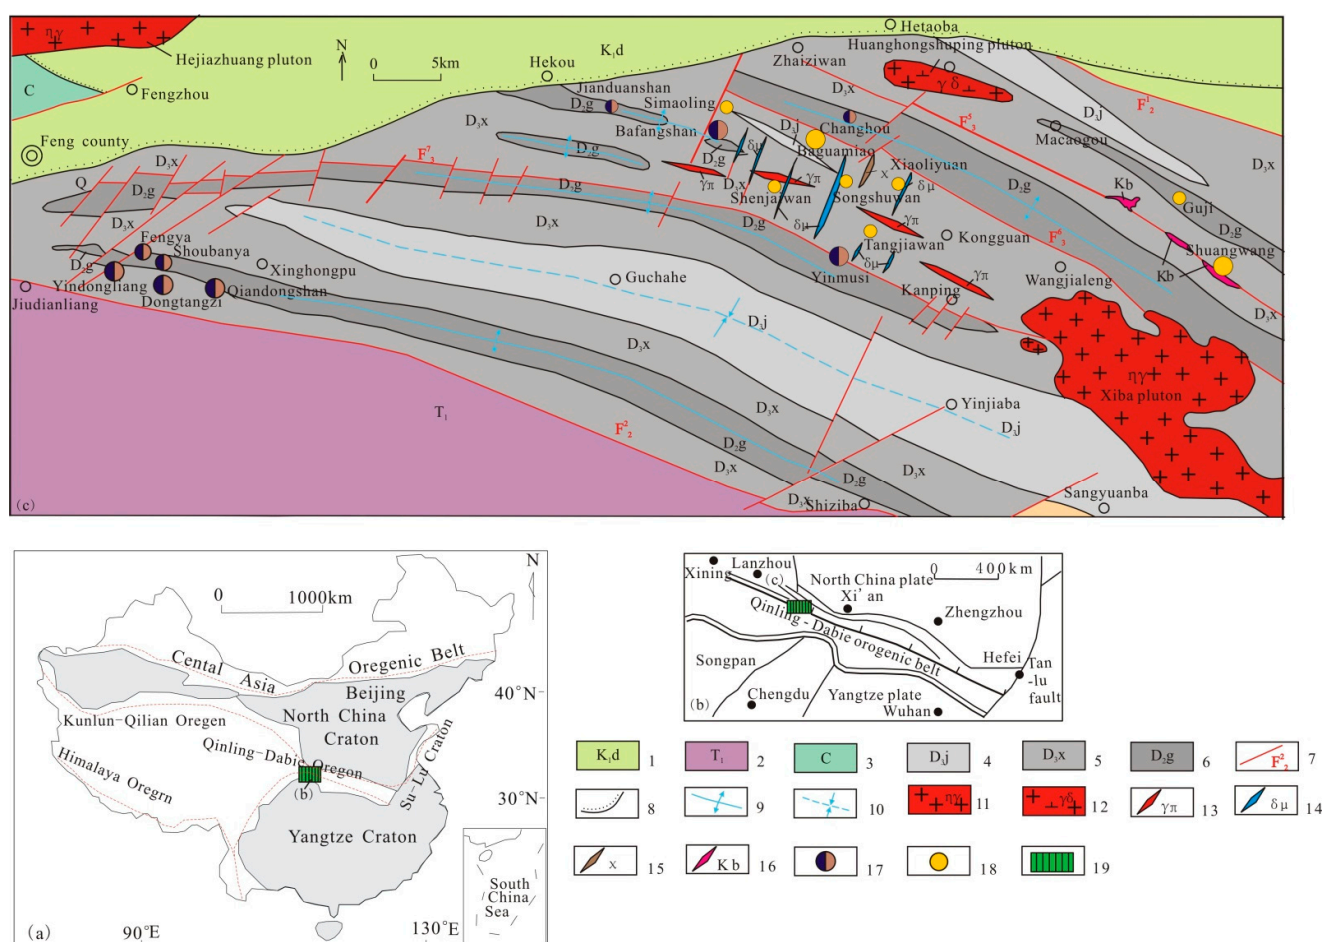 ηγ
Hejiazhuang pluton
C
Fengzhou
Feng county
N
0 5km
K₁d
Hekou
Hetaoba
Huanghongshuping pluton
Zhaiziwan
γδ
D₃j
F¹₂
D₃x
F⁵₃
Macaogou
D₃x
Jianduanshan
D₂g
Simaoling
Bafangshan
D₃x
D₂g
D₃j
Changhou
Baguamiao
δμ
D₂g
γπ
D₃x
γπ
Shenjaiwan
x
Xiaoliyuan
δμ
Songshuwan
γπ
δμ
Tangjiawan
δμ
Yinmusi
Kongguan
D₂g
F⁶₃
Kb
Guji
D₂g
Shuangwang
Kb
D₃x
Wangjialeng
γπ
Kanping
D₃x
F⁷₃
Q
D₂g
D₃x
D₂g
D₂g
D₃x
Fengya
Shoubanya
D₂g
Yindongliang
Dongtangzi
Qiandongshan
Xinghongpu
Jiudianliang
Guchahe
D₃j
D₃x
ηγ
Xiba pluton
Yinjiaba
D₃j
T₁
F²₂
D₃x
D₂g
D₃x
D₂g
D₃x
D₃x
Shiziba
Sangyuanba
(c)
N
0 1000km
Cental Asia Oregenic Belt
Beijing
40°N
North China
Craton
Kunlun-Qilian Oregen
Qinling-Dabic Oregon
Su-Lu Craton
Himalaya Oregrn
(b)
30°N
Yangtze Craton
South
China
Sea
(a)
90°E
130°E
Xining
Lanzhou
(c)
North China plate
0 400km
Xi'an
Zhengzhou
Qinling-Dabie orogenic belt
Songpan
Hefei
Tan
-lu
fault
Chengdu
Yangtze plate
Wuhan
(b)
K₁d 1
T₁ 2
C 3
D₃j 4
D₃x 5
D₂g 6
F²₂ 7
8
9
10
ηγ 11
γδ 12
γπ 13
δμ 14
x 15
Kb 16
17
18
19